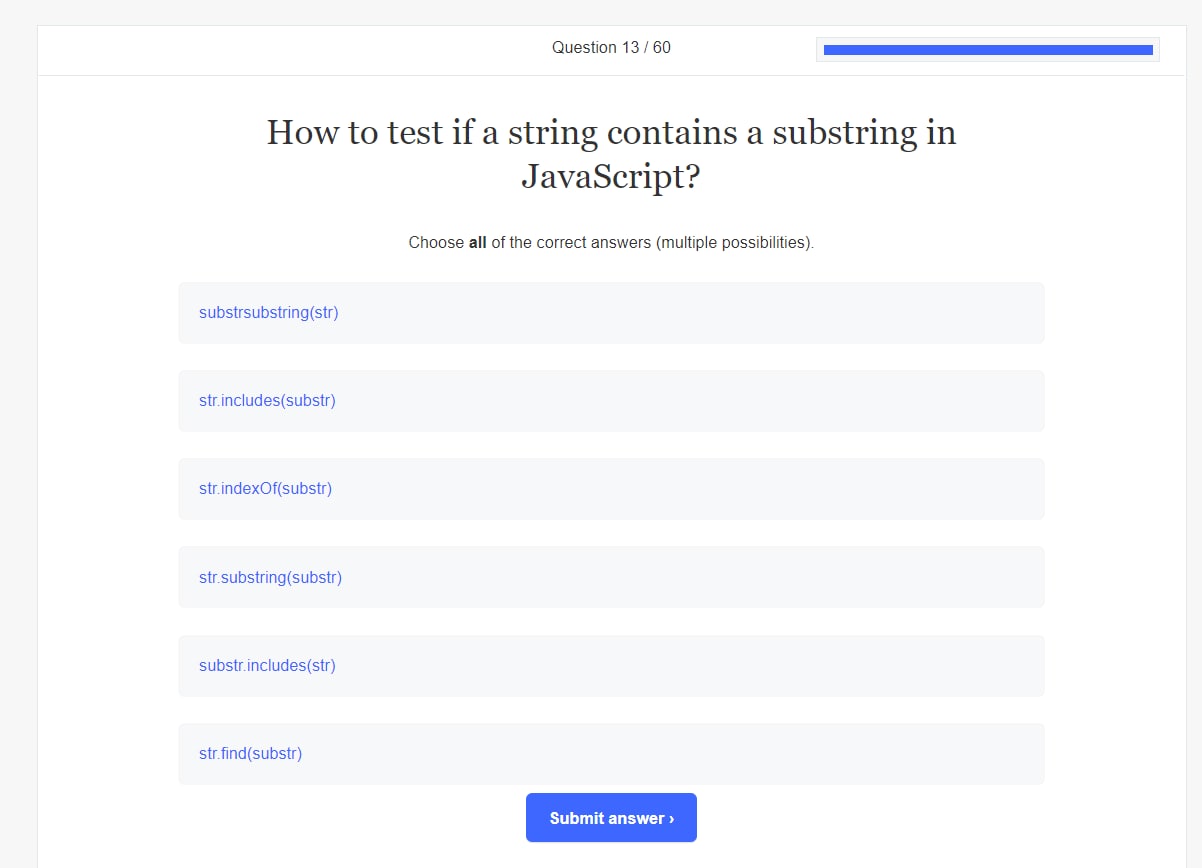 Question 13 / 60
How to test if a string contains a substring in
JavaScript?
Choose all of the correct answers (multiple possibilities).
substrsubstring(str)
str.includes(substr)
str.indexOf(substr)
str.substring(substr)
substr.includes(str)
str.find(substr)
Submit answer ›